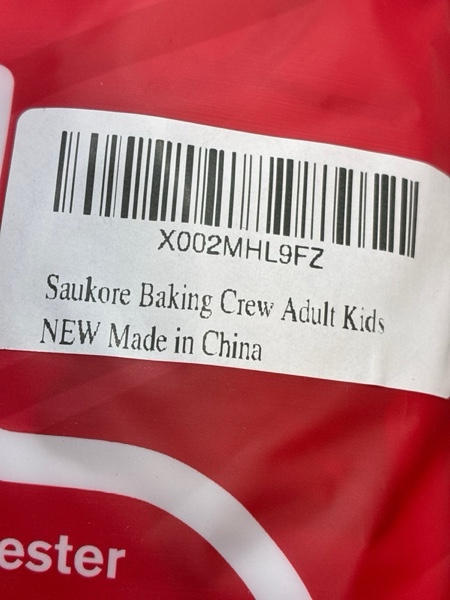 X002MHL9FZ
Saukore Baking Crew Adult Kids
NEW Made in China
ester